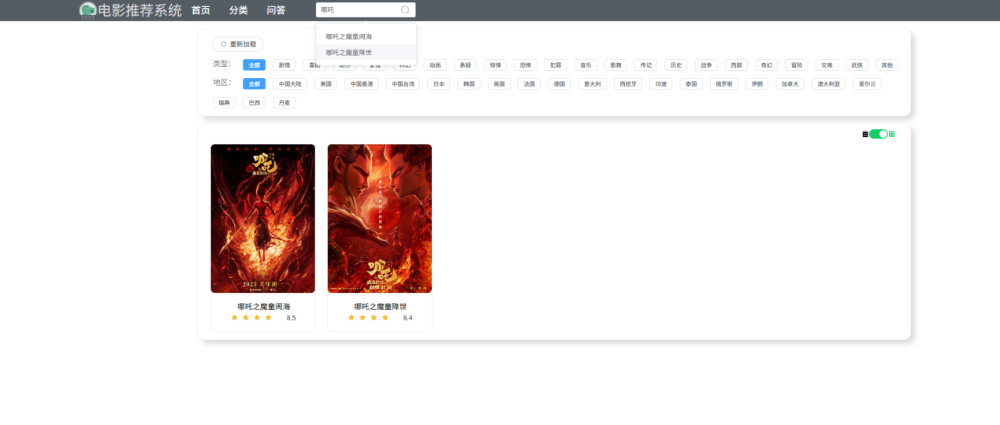 电影推荐系统 首页 分类 问答 哪吒
哪吒之魔童闹海
哪吒之魔童降世
重新加载
类型： 全部 剧情 喜剧 动作 爱情 科幻 动画 悬疑 惊悚 恐怖 犯罪 音乐 歌舞 传记 历史 战争 西部 奇幻 冒险 灾难 武侠 其他
地区： 全部 中国大陆 美国 中国香港 中国台湾 日本 韩国 英国 法国 德国 意大利 西班牙 印度 泰国 俄罗斯 伊朗 加拿大 澳大利亚 爱尔兰
瑞典 巴西 丹麦
哪吒
2025 大年初一
哪吒
2019.07.26
哪吒之魔童闹海
8.5
哪吒之魔童降世
8.4